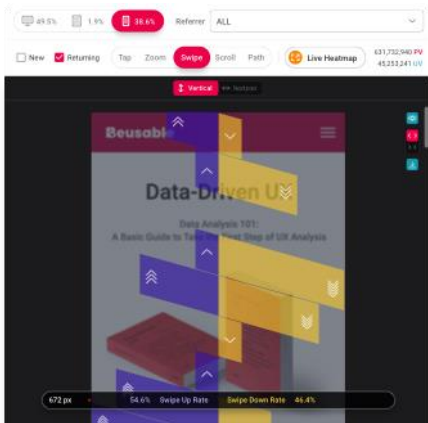 49.5% 1.9% 38.6% Referrer ALL
New Returning Tap Zoom Swipe Scroll Path Live Heatmap 631,732,940 PV
45,253,241 UV
Vertical
Beusable
Data-Driven UX
Data Analysis 101:
A Basic Guide to Take the First Step of UX Analysis
672 px 54.6% Swipe Up Rate Swipe Down Rate 46.4%